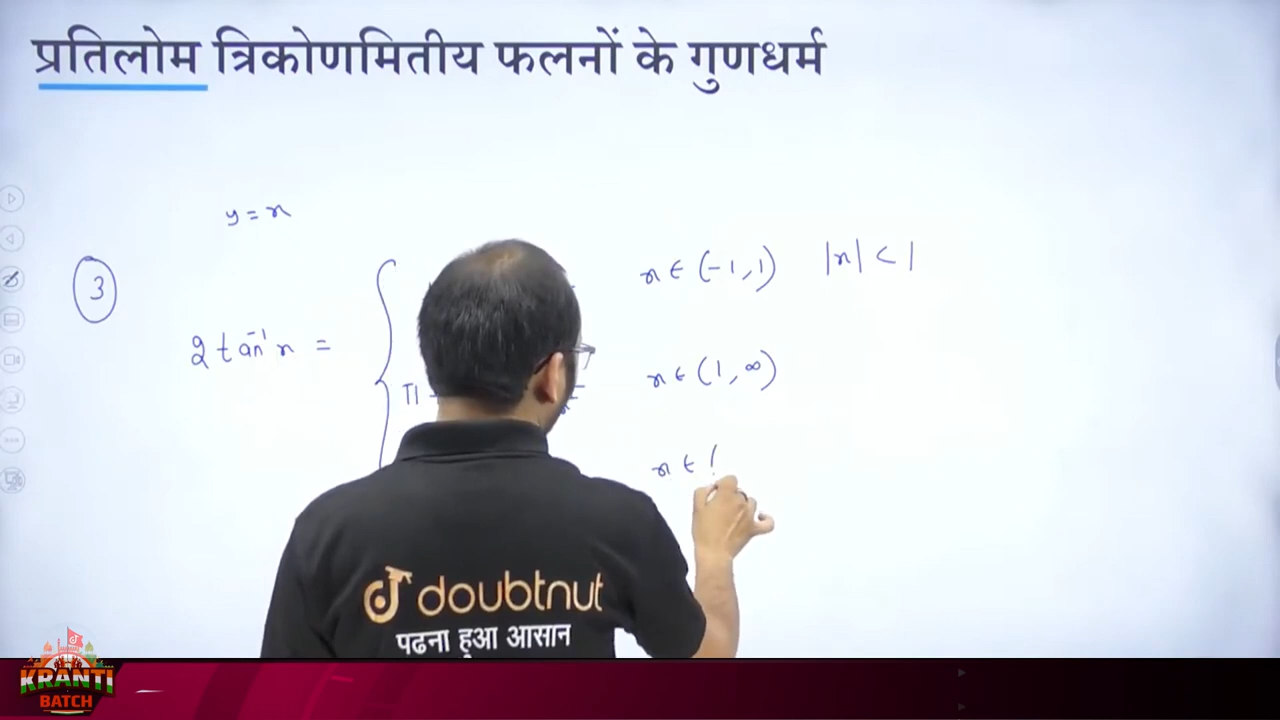 प्रतिलोम त्रिकोणमितीय फलनों के गुणधर्म
y = x
3
x ∈ (-1, 1) |x| < 1
2 tan⁻¹ x =
x ∈ (1, ∞)
π -
x ∈ (
doubtnut
पढना हुआ आसान
KRANTI
BATCH